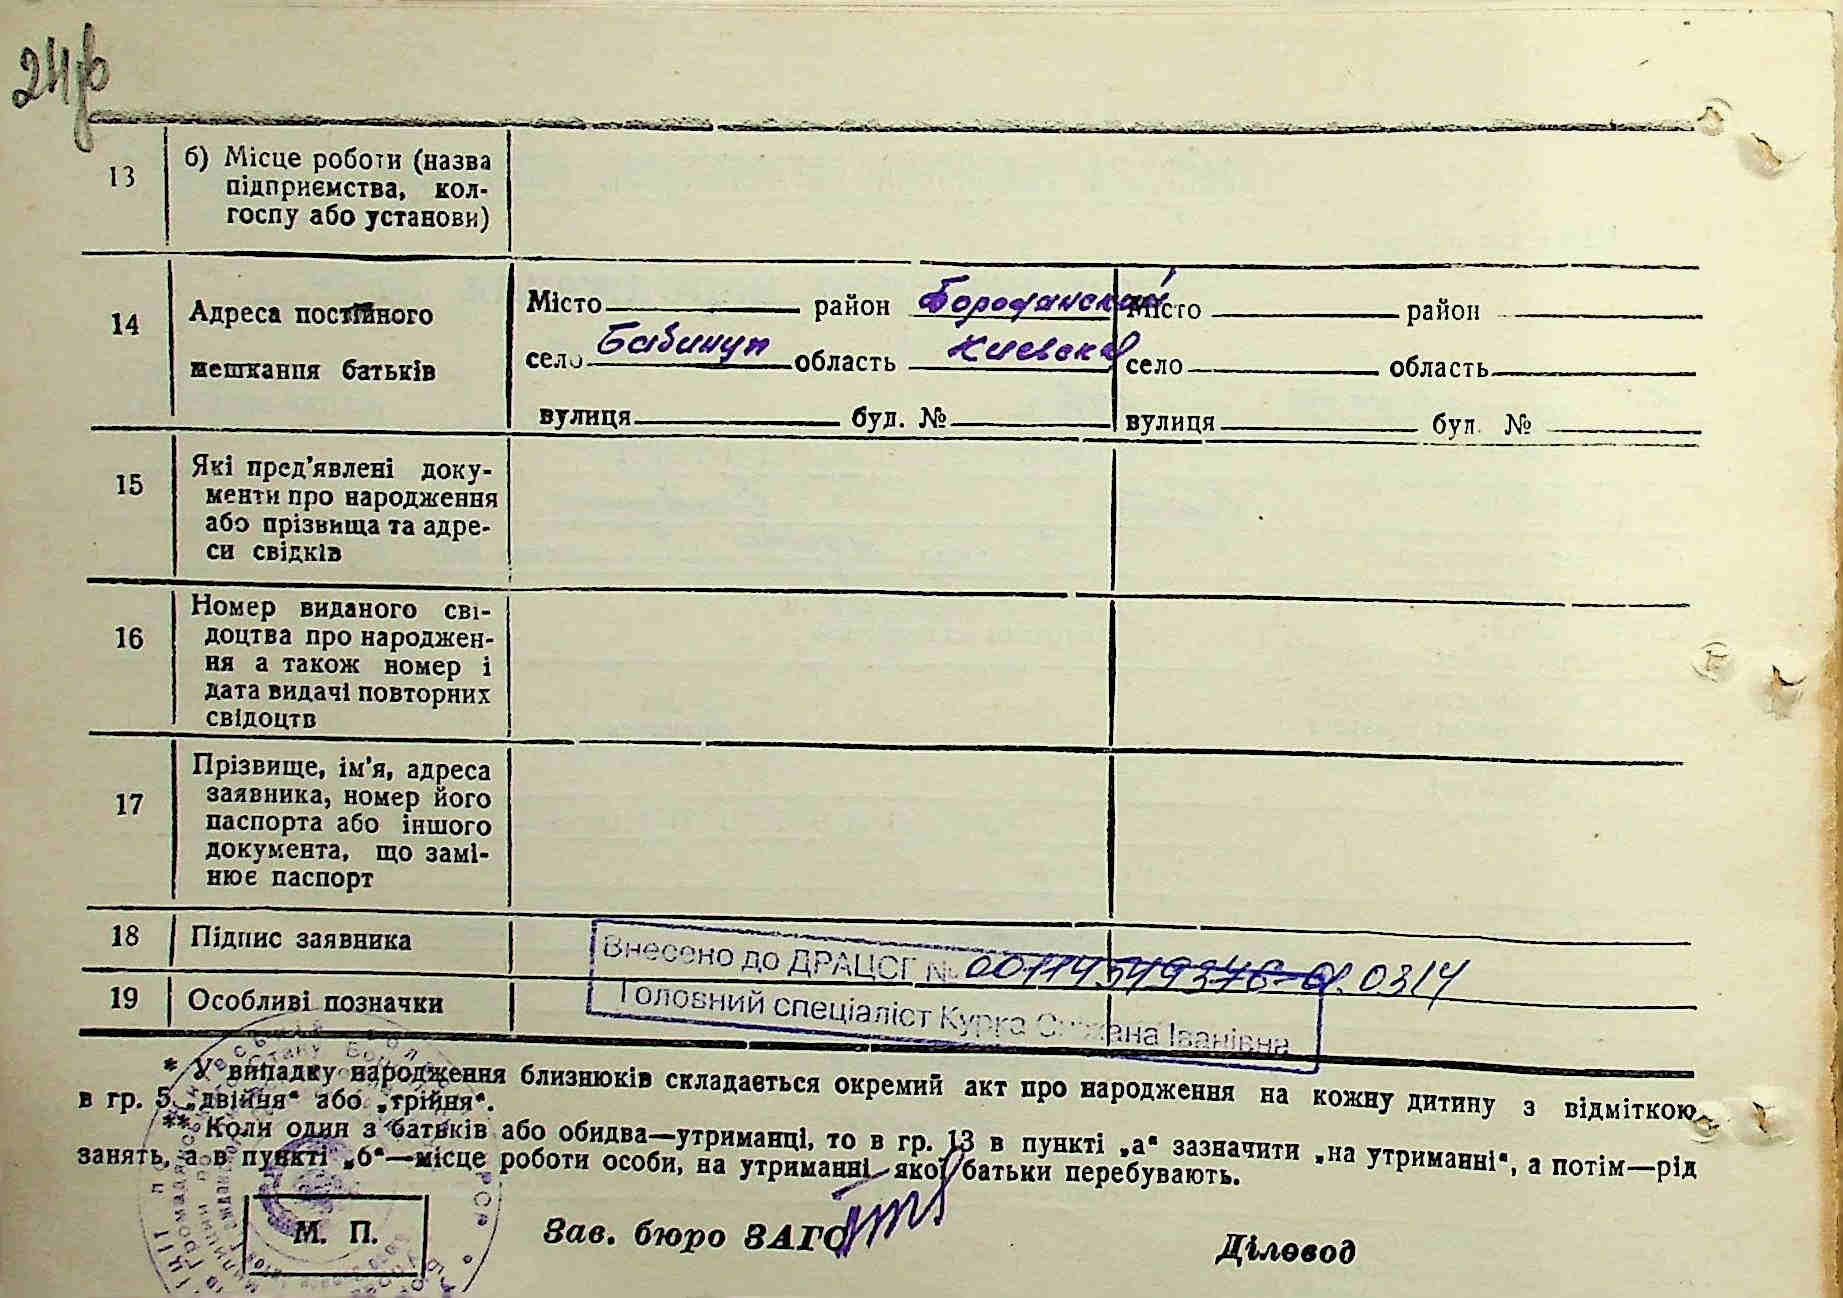 13
б) Місце роботи (назва
підприємства, кол-
госпу або установи)
14
Адреса постійного
мешкання батьків
Місто район Бородянский
село Бабинці область Киевска
вулиця буд. №
Місто район
село область
вулиця буд. №
15
Які пред'явлені доку-
менти про народження
або прізвища та адре-
си свідків
16
Номер виданого сві-
доцтва про народжен-
ня а також номер і
дата видачі повторних
свідоцтв
17
Прізвище, ім'я, адреса
заявника, номер його
паспорта або іншого
документа, що замі-
нює паспорт
18
Підпис заявника
19
Особливі позначки
Внесено до ДРАЦСГ №
Головний спеціаліст Курка Сніжана Іванівна
* У випадку народження близнюків складається окремий акт про народження на кожну дитину з відміткою
в гр. 5 „двійня“ або „трійня“.
** Коли один з батьків або обидва—утриманці, то в гр. 13 в пункті „а“ зазначити „на утриманні“, а потім—рід
занять, а в пункті „б“—місце роботи особи, на утриманні якої батьки перебувають.
М. П.
Зав. бюро ЗАГС
Діловод